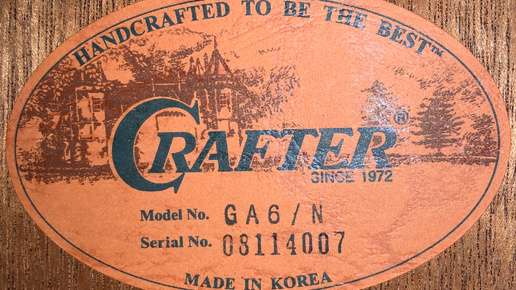 HANDCRAFTED TO BE THE BEST™
CRAFTER®
SINCE 1972
Model No. GA6/N
Serial No. 08114007
MADE IN KOREA